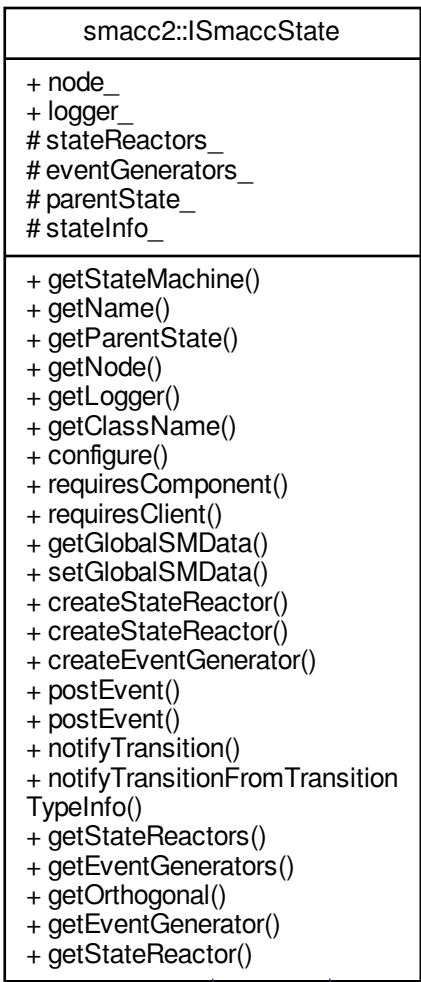 smacc2::ISmaccState
+ node_
+ logger_
# stateReactors_
# eventGenerators_
# parentState_
# stateInfo_
+ getStateMachine()
+ getName()
+ getParentState()
+ getNode()
+ getLogger()
+ getClassName()
+ configure()
+ requiresComponent()
+ requiresClient()
+ getGlobalSMData()
+ setGlobalSMData()
+ createStateReactor()
+ createStateReactor()
+ createEventGenerator()
+ postEvent()
+ postEvent()
+ notifyTransition()
+ notifyTransitionFromTransition
TypeInfo()
+ getStateReactors()
+ getEventGenerators()
+ getOrthogonal()
+ getEventGenerator()
+ getStateReactor()